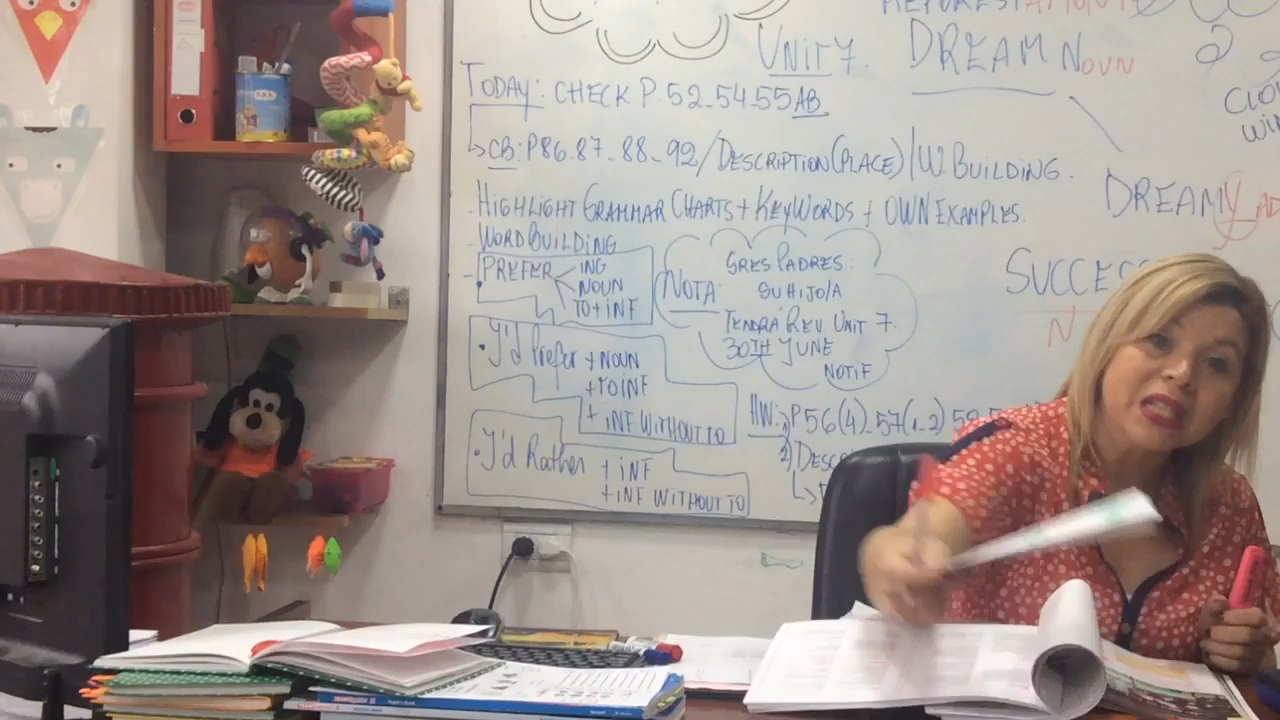 UNIT 7.
DREAM NOUN
TODAY: CHECK P. 52-54-55 AB
CB: P86-87-88-92/DESCRIPTION(PLACE)/W.BUILDING.
DREAMY
- HIGHLIGHT GRAMMAR CHARTS + KEY WORDS + OWN EXAMPLES.
- WORD BUILDING
- PREFER ING
NOUN
TO + INF
NOTA:
SRES PADRES:
SU HIJO/A
TENDRÁ REV UNIT 7.
30TH JUNE
NOTIF
SUCCESS
N
• I'd Prefer + NOUN
+ TO INF
+ INF WITHOUT TO
• I'd Rather + INF
+ INF WITHOUT TO
HW: 1) P56(4)-57(1-2)
2)